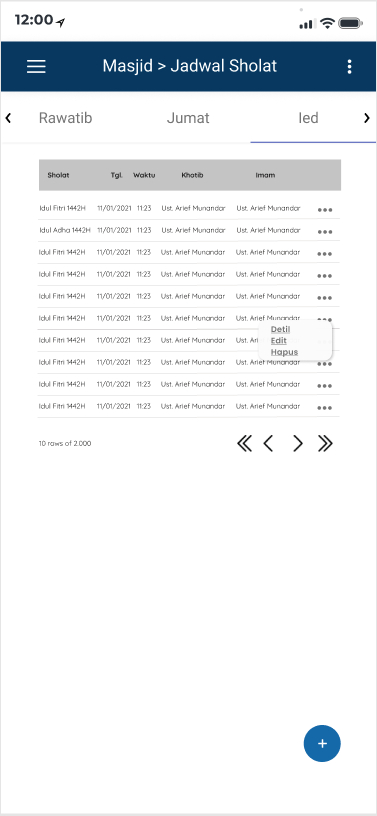 12:00
Masjid > Jadwal Sholat
Rawatib Jumat Ied
Sholat Tgl. Waktu Khotib Imam
Idul Fitri 1442H 11/01/2021 11:23 Ust. Arief Munandar Ust. Arief Munandar
Idul Adha 1442H 11/01/2021 11:23 Ust. Arief Munandar Ust. Arief Munandar
Idul Fitri 1442H 11/01/2021 11:23 Ust. Arief Munandar Ust. Arief Munandar
Idul Fitri 1442H 11/01/2021 11:23 Ust. Arief Munandar Ust. Arief Munandar
Idul Fitri 1442H 11/01/2021 11:23 Ust. Arief Munandar Ust. Arief Munandar
Idul Fitri 1442H 11/01/2021 11:23 Ust. Arief Munandar Ust. Arief Munandar
Detil
Idul Fitri 1442H 11/01/2021 11:23 Ust. Arief Munandar Ust. Ari
Edit
Hapus
Idul Fitri 1442H 11/01/2021 11:23 Ust. Arief Munandar Ust. Arief Munandar
Idul Fitri 1442H 11/01/2021 11:23 Ust. Arief Munandar Ust. Arief Munandar
Idul Fitri 1442H 11/01/2021 11:23 Ust. Arief Munandar Ust. Arief Munandar
10 rows of 2.000
+